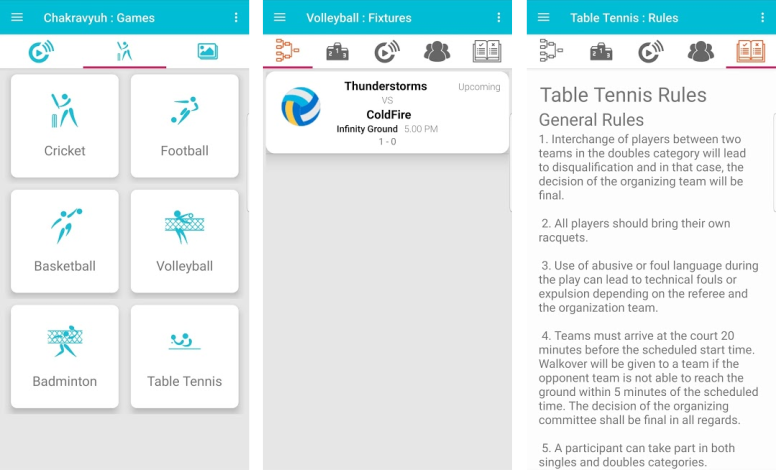 Chakravyuh : Games
Cricket
Football
Basketball
Volleyball
Badminton
Table Tennis
Volleyball : Fixtures
1
2
3
Thunderstorms
Upcoming
VS
ColdFire
Infinity Ground 5.00 PM
1 - 0
Table Tennis : Rules
2
1
3
Table Tennis Rules
General Rules
1. Interchange of players between two
teams in the doubles category will lead
to disqualification and in that case, the
decision of the organizing team will be
final.
2. All players should bring their own
racquets.
3. Use of abusive or foul language during
the play can lead to technical fouls or
expulsion depending on the referee and
the organization team.
4. Teams must arrive at the court 20
minutes before the scheduled start time.
Walkover will be given to a team if the
opponent team is not able to reach the
ground within 5 minutes of the scheduled
time. The decision of the organizing
committee shall be final in all regards.
5. A participant can take part in both
singles and doubles categories.